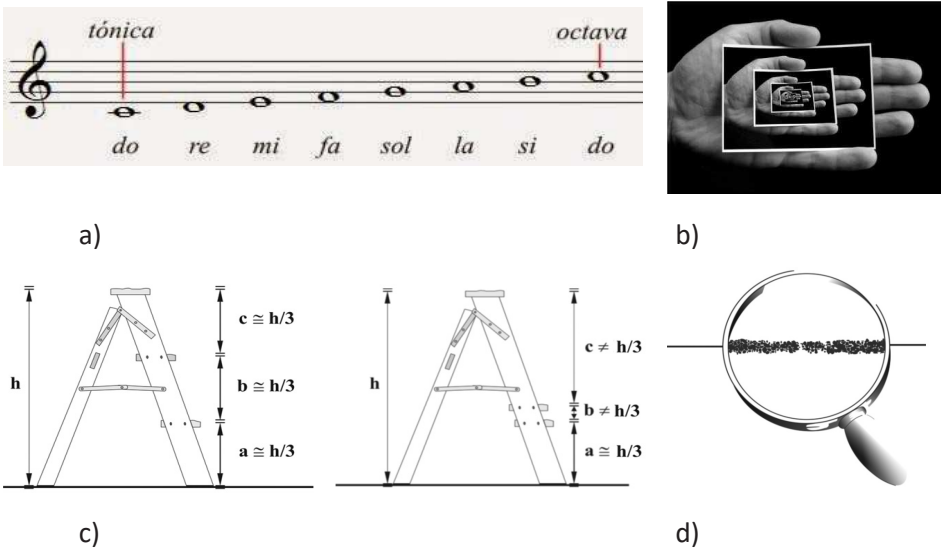 tónica octava
do re mi fa sol la si do
a) b)
h c ≅ h/3
b ≅ h/3
a ≅ h/3
h c ≠ h/3
b ≠ h/3
a ≅ h/3
c) d)